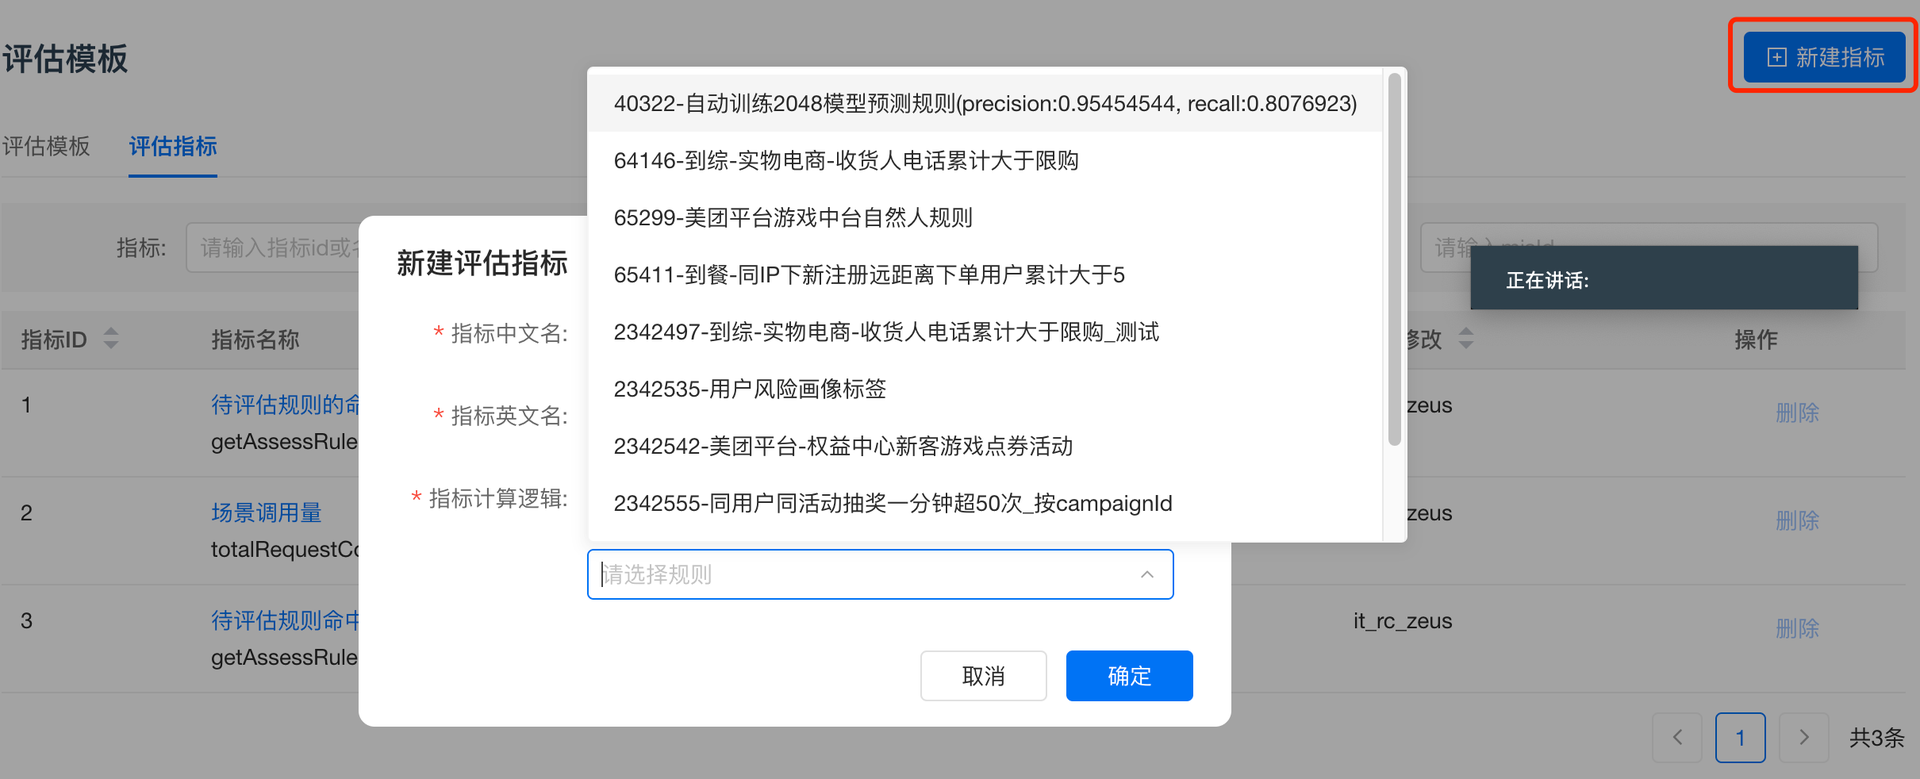 评估模板
新建指标
评估模板
评估指标
指标:
请输入指标id或
请输入misId
正在讲话:
指标ID
指标名称
修改
操作
1
待评估规则的命
getAssessRule
zeus
删除
2
场景调用量
totalRequestCo
zeus
删除
3
待评估规则命中
getAssessRule
it_rc_zeus
删除
1
共3条
新建评估指标
* 指标中文名:
* 指标英文名:
* 指标计算逻辑:
40322-自动训练2048模型预测规则(precision:0.95454544, recall:0.8076923)
64146-到综-实物电商-收货人电话累计大于限购
65299-美团平台游戏中台自然人规则
65411-到餐-同IP下新注册远距离下单用户累计大于5
2342497-到综-实物电商-收货人电话累计大于限购_测试
2342535-用户风险画像标签
2342542-美团平台-权益中心新客游戏点券活动
2342555-同用户同活动抽奖一分钟超50次_按campaignId
请选择规则
取消
确定